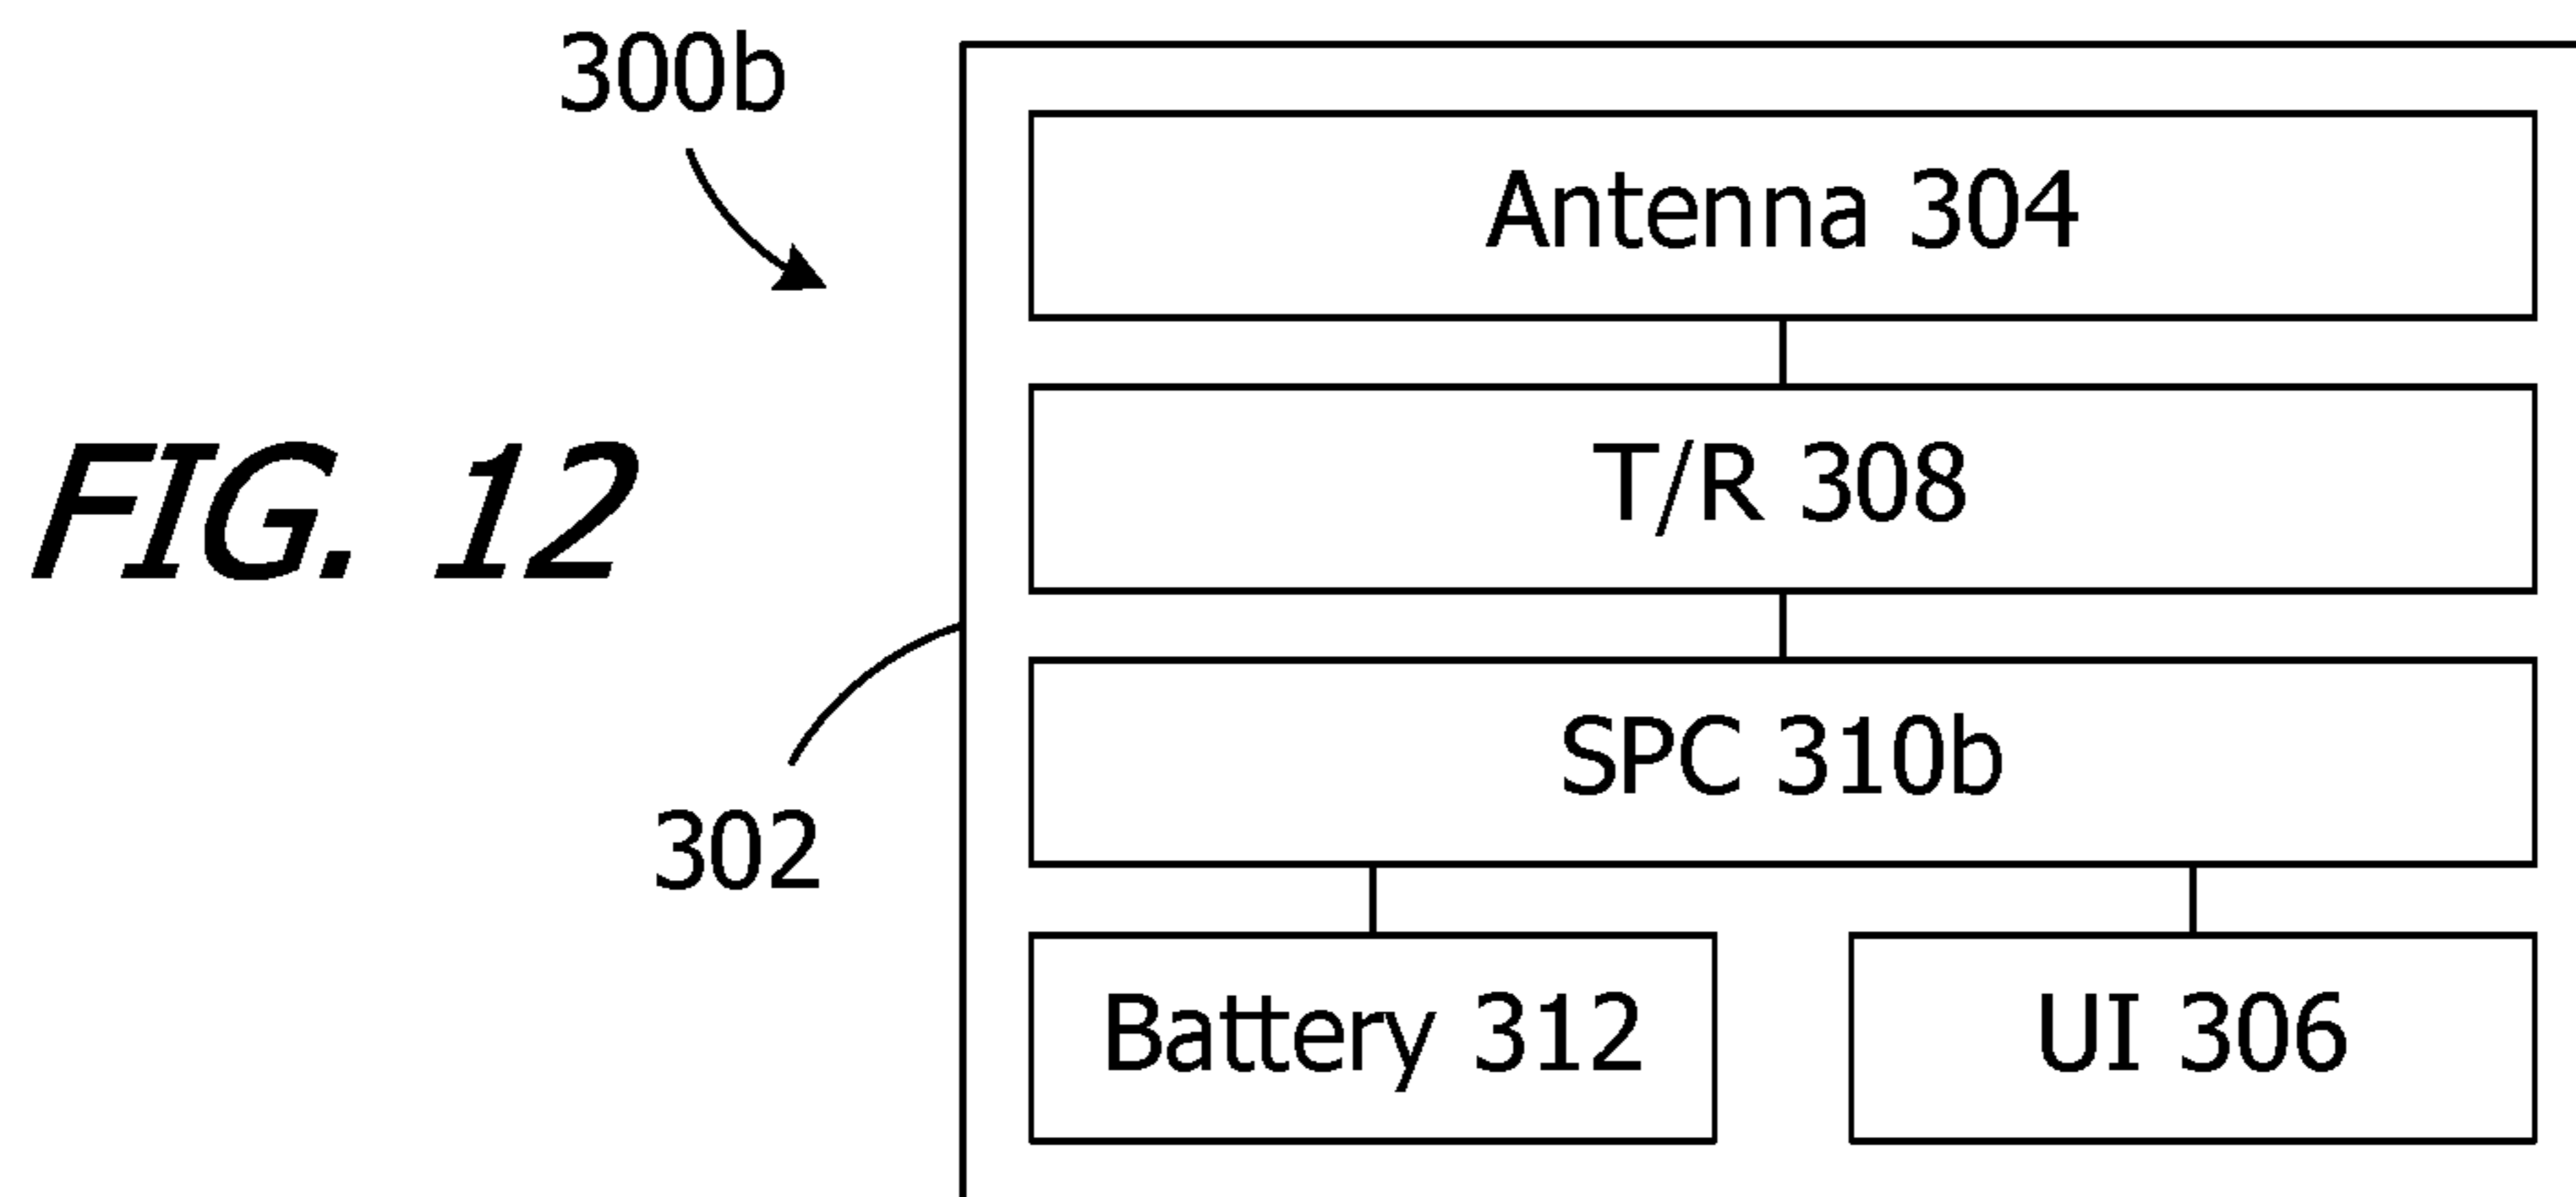 300b
Antenna 304
FIG. 12
T/R 308
SPC 310b
302
Battery 312
UI 306